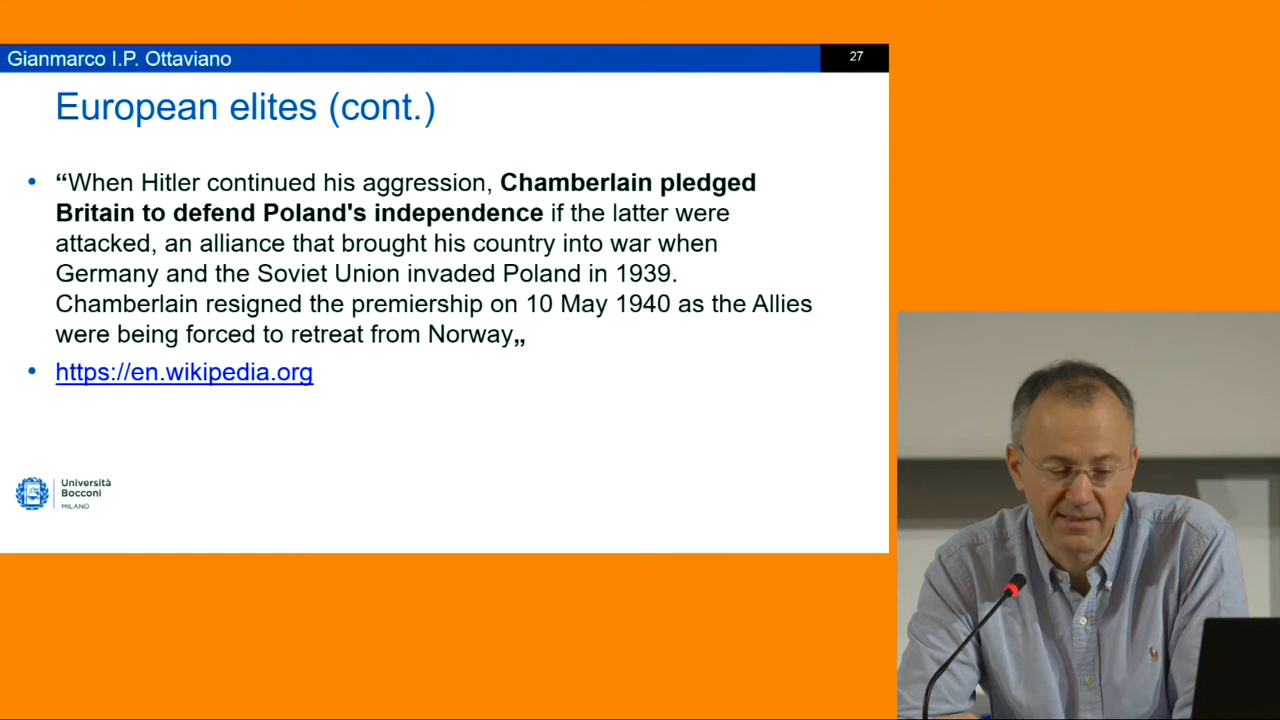 Gianmarco I.P. Ottaviano
27
European elites (cont.)
• “When Hitler continued his aggression, Chamberlain pledged
Britain to defend Poland's independence if the latter were
attacked, an alliance that brought his country into war when
Germany and the Soviet Union invaded Poland in 1939.
Chamberlain resigned the premiership on 10 May 1940 as the Allies
were being forced to retreat from Norway„
• https://en.wikipedia.org
Università
Bocconi
MILANO